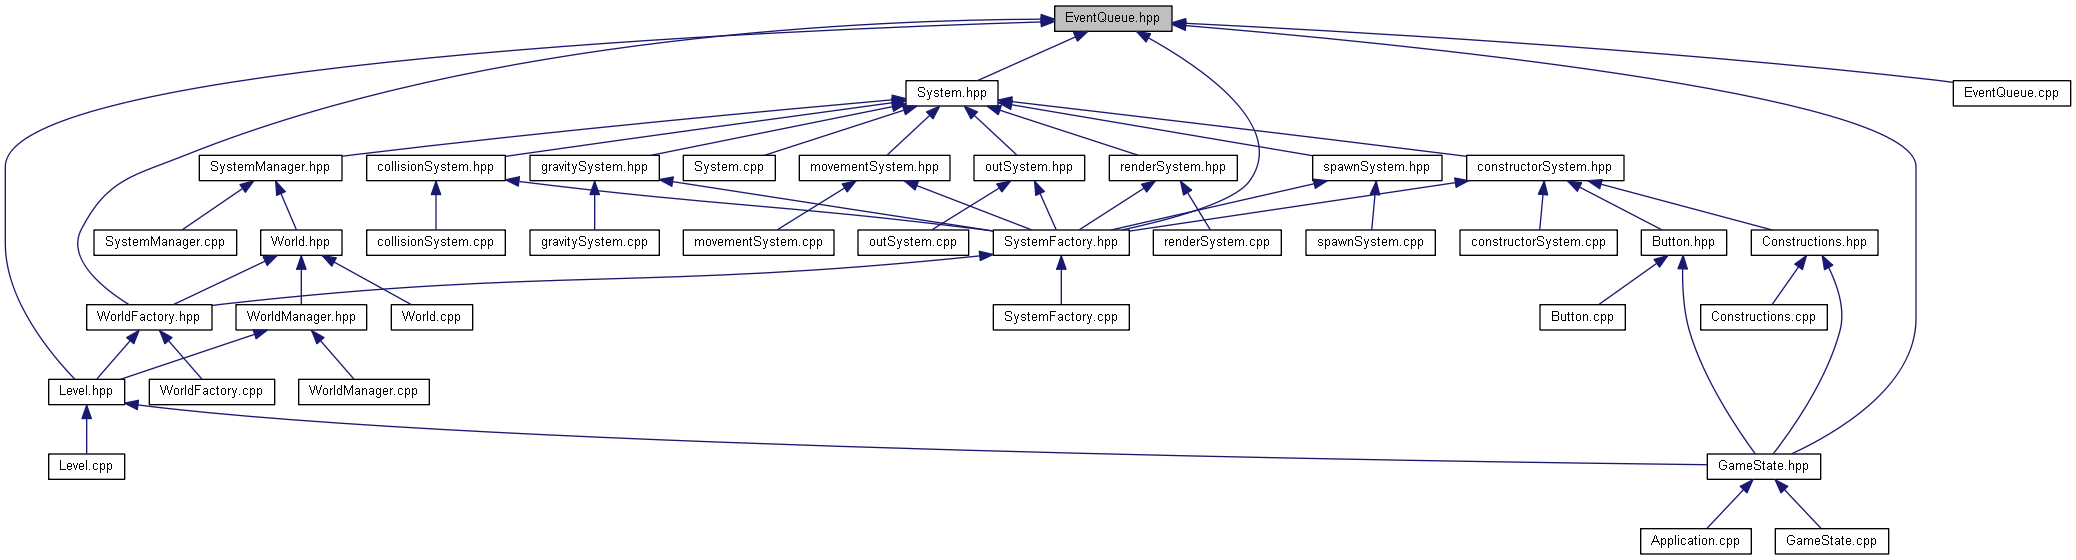 EventQueue.hpp
System.hpp
EventQueue.cpp
SystemManager.hpp
collisionSystem.hpp
gravitySystem.hpp
System.cpp
movementSystem.hpp
outSystem.hpp
renderSystem.hpp
spawnSystem.hpp
constructorSystem.hpp
SystemManager.cpp
World.hpp
collisionSystem.cpp
gravitySystem.cpp
movementSystem.cpp
outSystem.cpp
SystemFactory.hpp
renderSystem.cpp
spawnSystem.cpp
constructorSystem.cpp
Button.hpp
Constructions.hpp
WorldFactory.hpp
WorldManager.hpp
World.cpp
SystemFactory.cpp
Button.cpp
Constructions.cpp
Level.hpp
WorldFactory.cpp
WorldManager.cpp
Level.cpp
GameState.hpp
Application.cpp
GameState.cpp